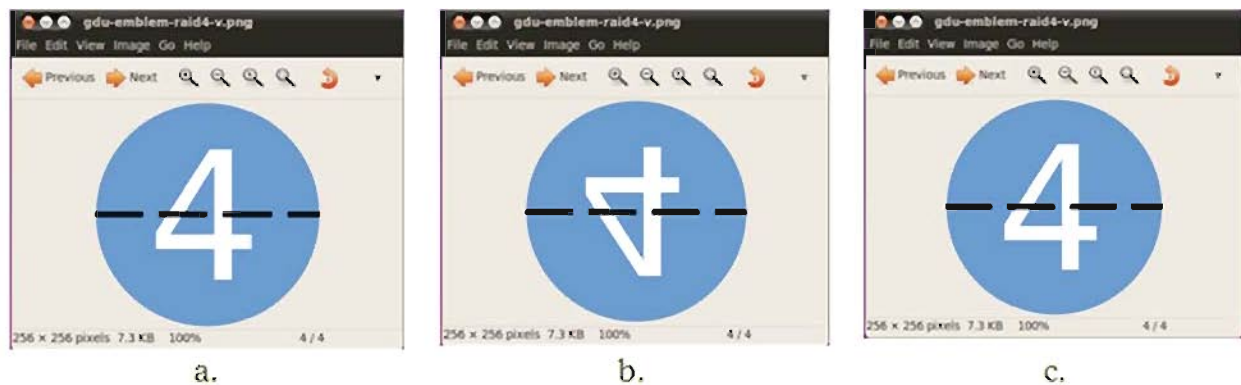 gdu-emblem-raid4-v.png
File Edit View Image Go Help
Previous Next
4
256 × 256 pixels 7.3 KB 100% 4 / 4
a.
gdu-emblem-raid4-v.png
File Edit View Image Go Help
Previous Next
4
256 × 256 pixels 7.3 KB 100% 4 / 4
b.
gdu-emblem-raid4-v.png
File Edit View Image Go Help
Previous Next
4
256 × 256 pixels 7.3 KB 100% 4 / 4
c.